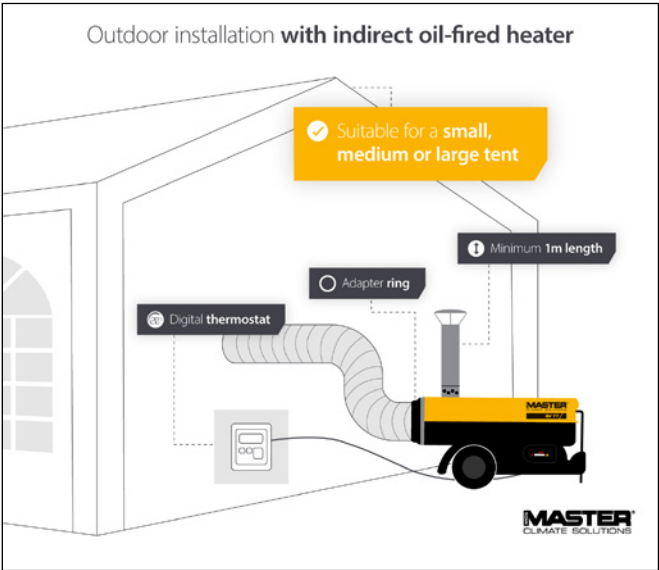 Outdoor installation with indirect oil-fired heater
Suitable for a small,
medium or large tent
Minimum 1m length
Adapter ring
Digital thermostat
MASTER
MASTER
CLIMATE SOLUTIONS